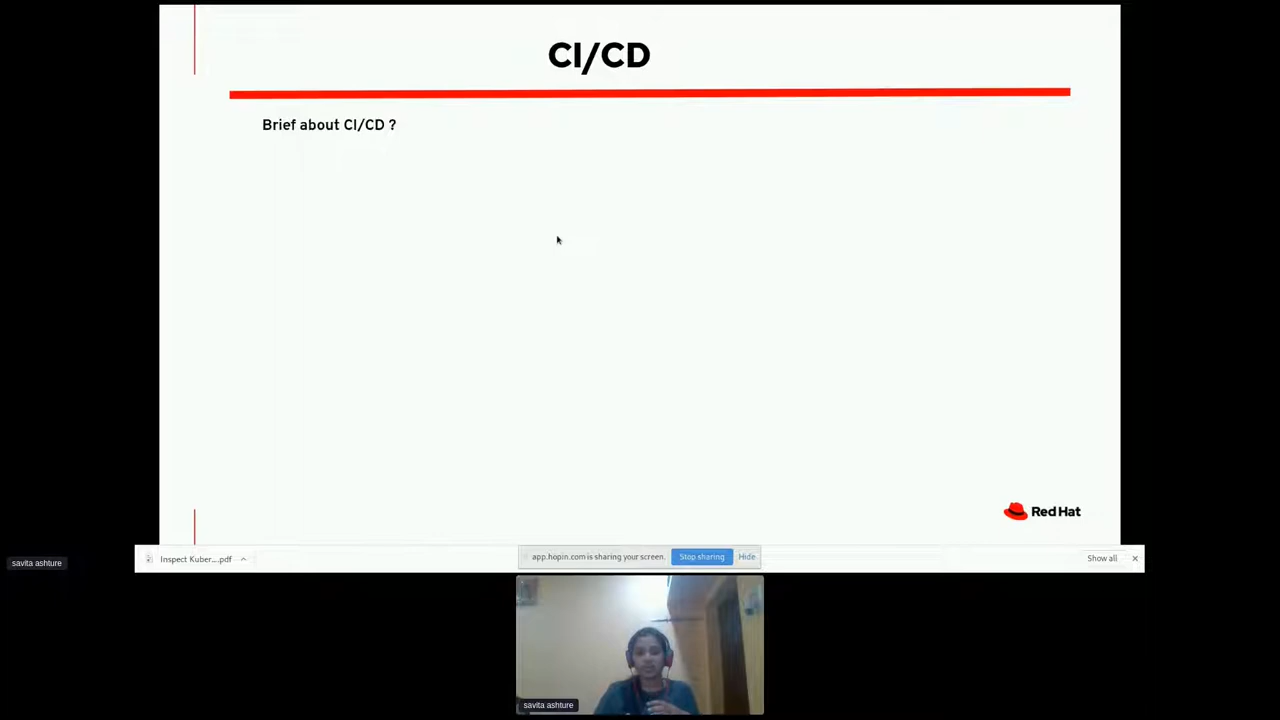 CI/CD
Brief about CI/CD ?
Red Hat
savita ashture
Inspect Kuber....pdf
app.hopin.com is sharing your screen.
Stop sharing
Hide
Show all
savita ashture